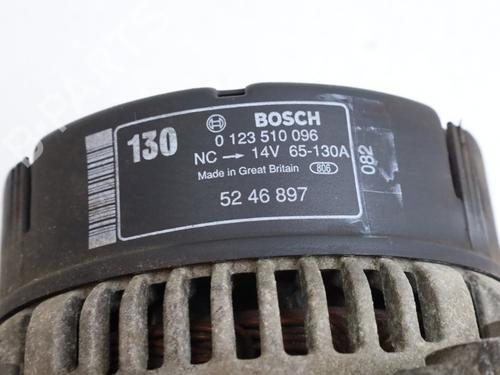 130
BOSCH
0 123 510 096
NC → 14V 65-130A
Made in Great Britain 806
52 46 897
082